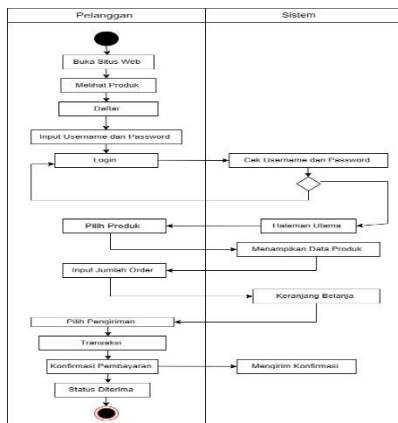 Pelanggan
Sistem
Buka Situs Web
Melihat Produk
Daftar
Input Username dan Password
Login
Cek Username dan Password
Pilih Produk
Halaman Utama
Menampikan Data Produk
Input Jumlah Order
Keranjang Belanja
Pilih Pengiriman
Transaksi
Konfirmasi Pembayaran
Mengirim Konfirmasi
Status Diterima